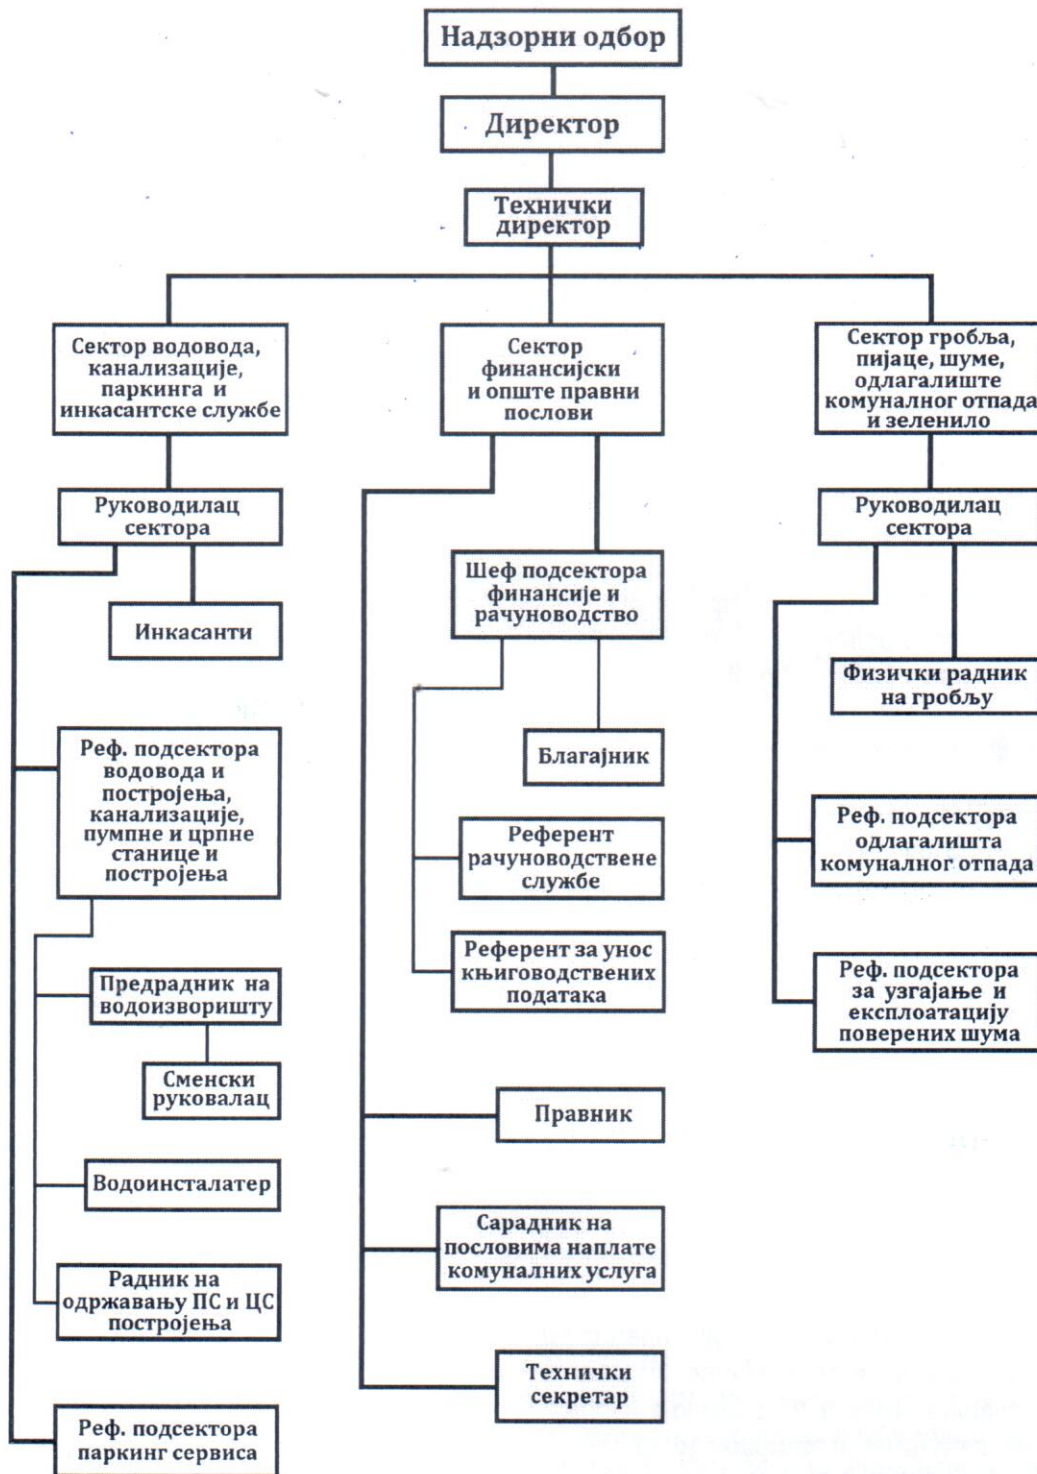 Надзорни одбор
Директор
Технички
директор
Сектор водовода,
канализације,
паркинга и
инкасантске службе
Руководилац
сектора
Инкасанти
Реф. подсектора
водовода и
постројења,
канализације,
пумпне и црпне
станице и
постројења
Предрадник на
водоизворишту
Сменски
руковалац
Водоинсталатер
Радник на
одржавању ПС и ЦС
постројења
Реф. подсектора
паркинг сервиса
Сектор
финансијски
и опште правни
послови
Шеф подсектора
финансије и
рачуноводство
Благајник
Референт
рачуноводствене
службе
Референт за унос
књиговодствених
података
Правник
Сарадник на
пословима наплате
комуналних услуга
Технички
секретар
Сектор гробља,
пијаце, шуме,
одлагалиште
комуналног отпада
и зеленило
Руководилац
сектора
Физички радник
на гробљу
Реф. подсектора
одлагалишта
комуналног отпада
Реф. подсектора
за узгајање и
експлоатацију
поверених шума